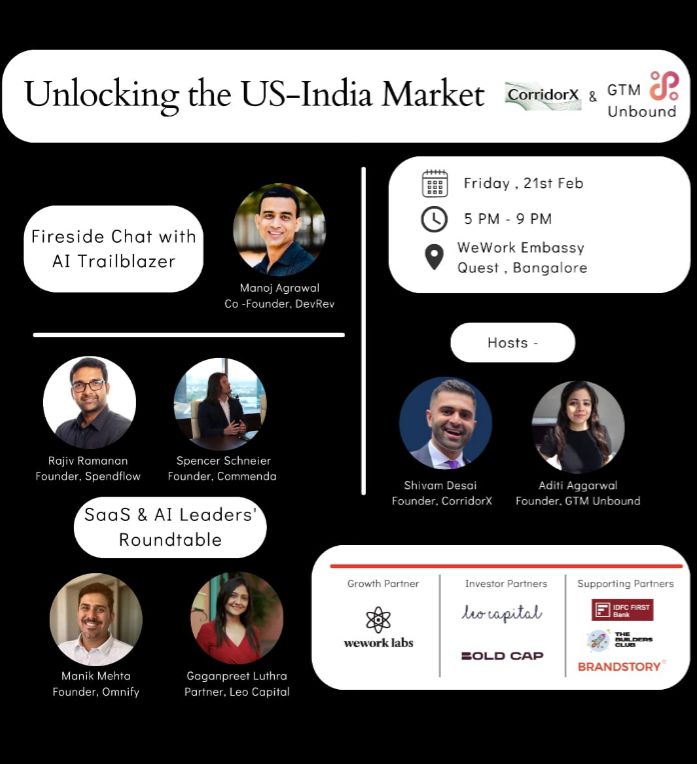 Unlocking the US-India Market
CorridorX
&
GTM
Unbound
Friday , 21st Feb
5 PM - 9 PM
WeWork Embassy
Quest , Bangalore
Fireside Chat with
AI Trailblazer
Manoj Agrawal
Co -Founder, DevRev
Hosts -
Shivam Desai
Founder, CorridorX
Aditi Aggarwal
Founder, GTM Unbound
Rajiv Ramanan
Founder, Spendflow
Spencer Schneier
Founder, Commenda
SaaS & AI Leaders'
Roundtable
Manik Mehta
Founder, Omnify
Gaganpreet Luthra
Partner, Leo Capital
Growth Partner
wework labs
Investor Partners
leo capital
BOLD CAP
Supporting Partners
IDFC FIRST
Bank
THE
BUILDERS
CLUB
BRANDSTORY